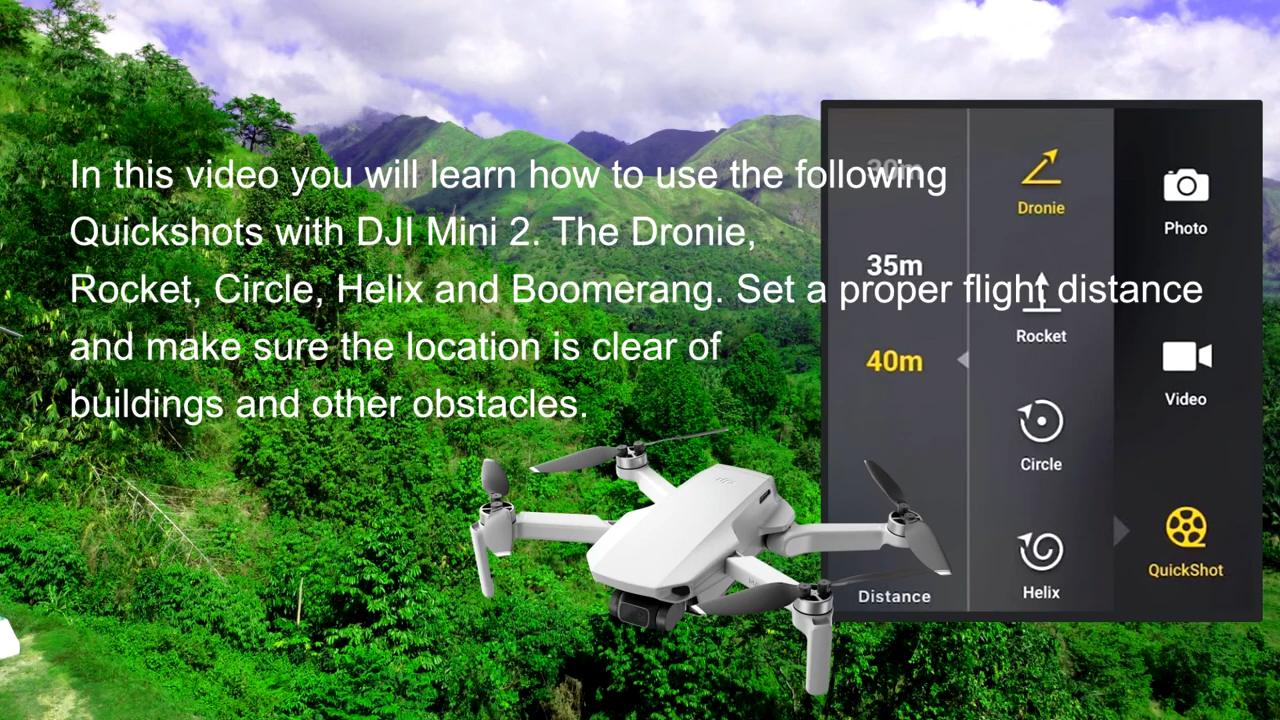 In this video you will learn how to use the following
Quickshots with DJI Mini 2. The Dronie,
Rocket, Circle, Helix and Boomerang. Set a proper flight distance
and make sure the location is clear of
buildings and other obstacles.
30m
35m
40m
Distance
Dronie
Rocket
Circle
Helix
Photo
Video
QuickShot